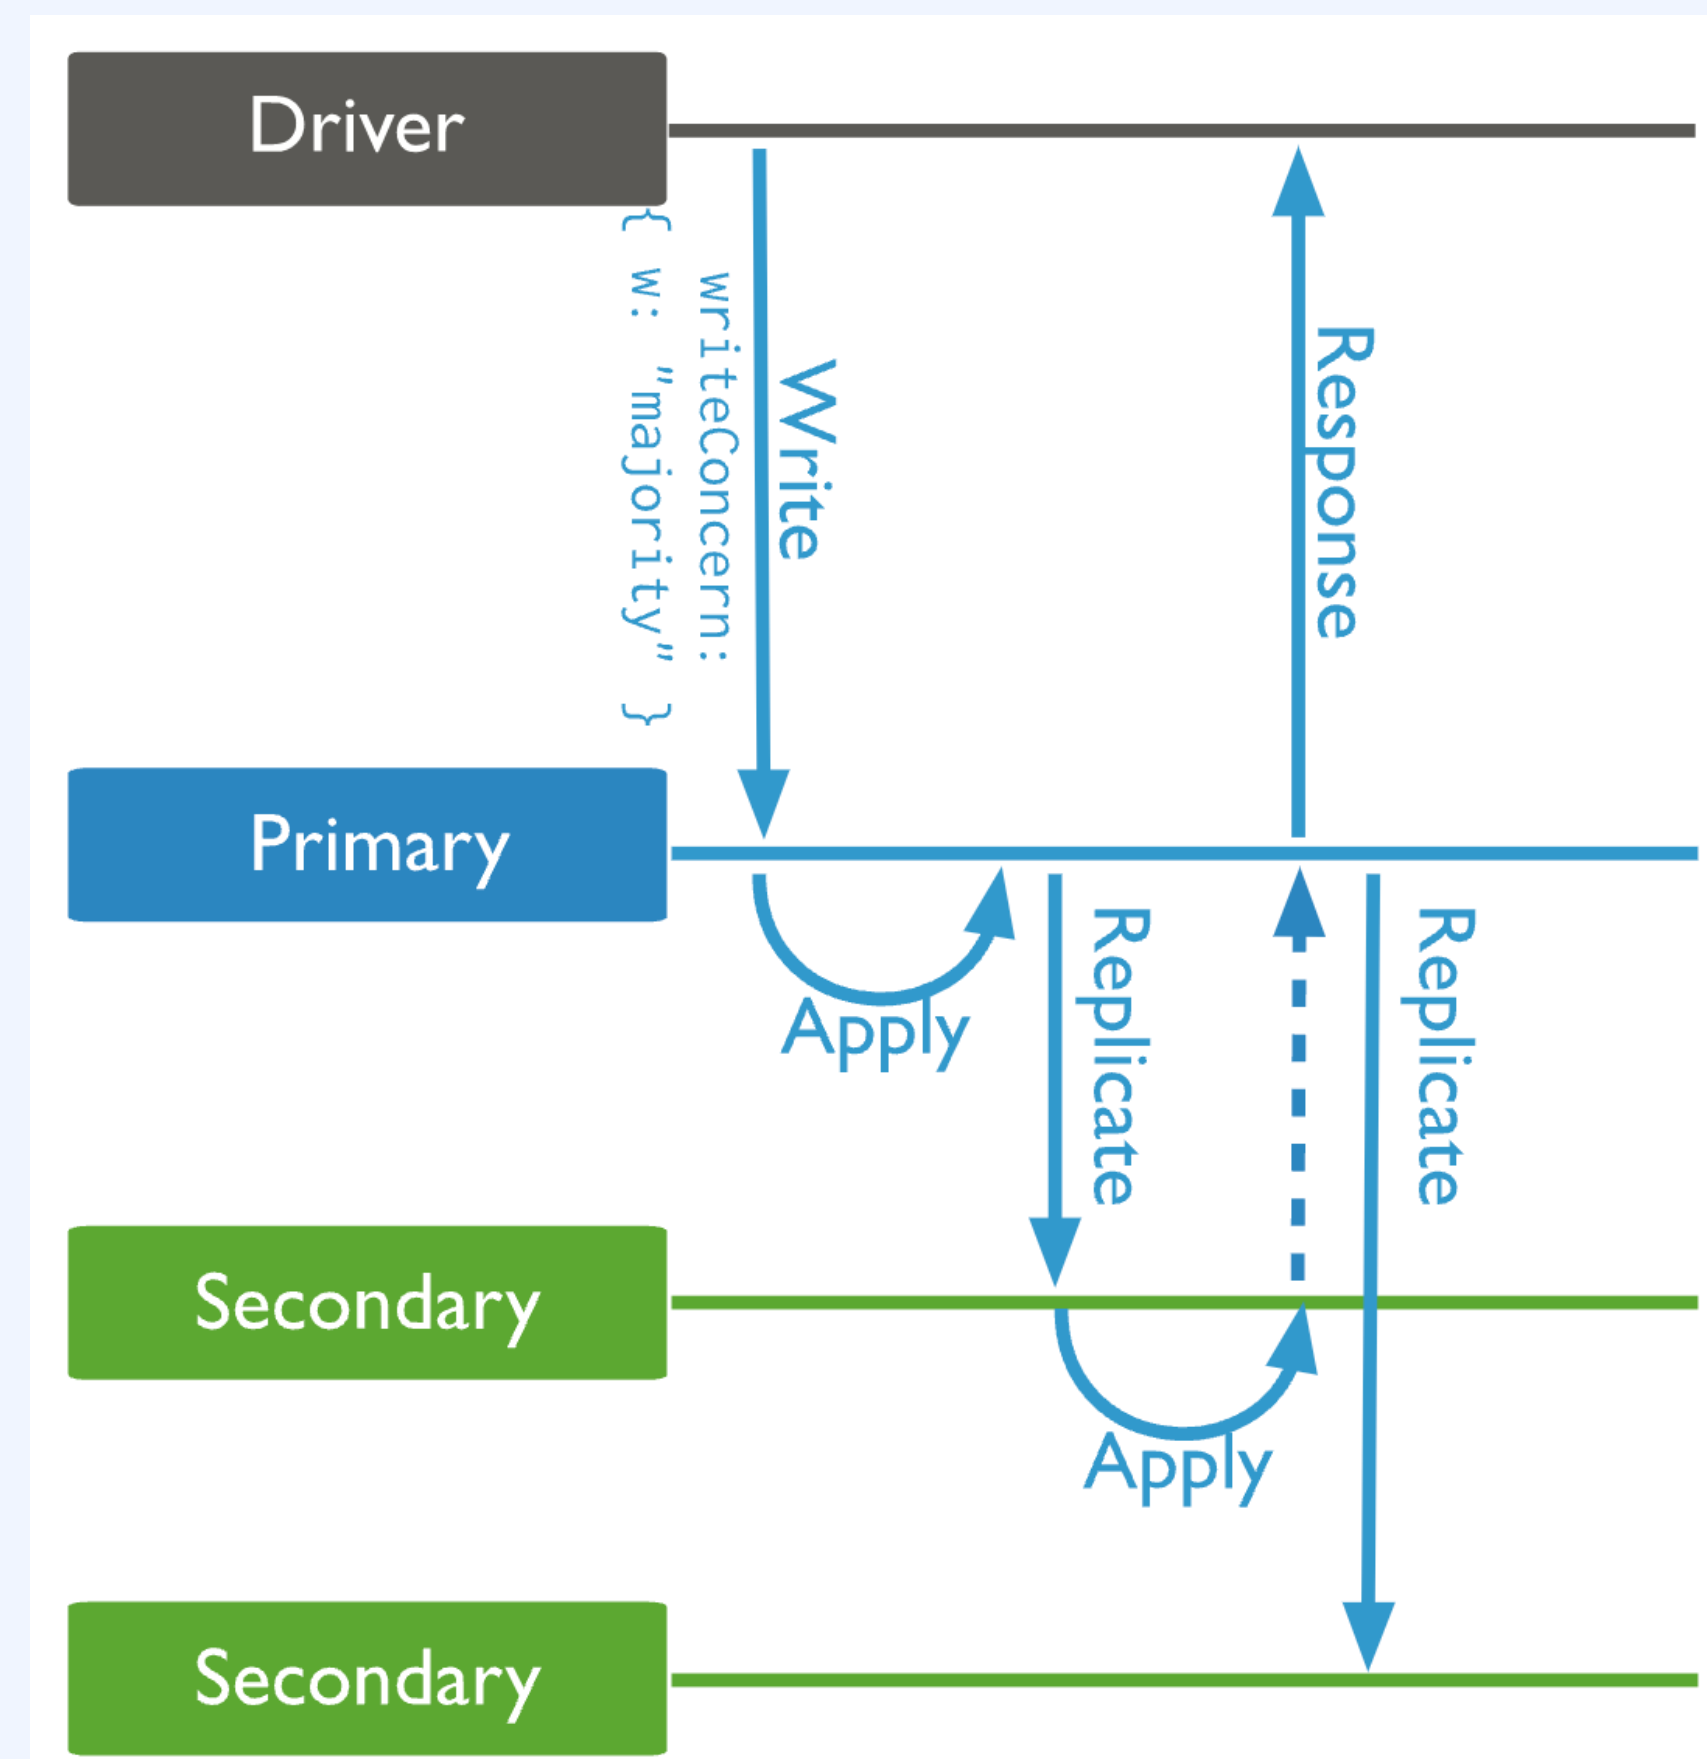 Driver
writeConcern:
{ w: "majority" }
Write
Response
Primary
Apply
Replicate
Replicate
Secondary
Apply
Secondary